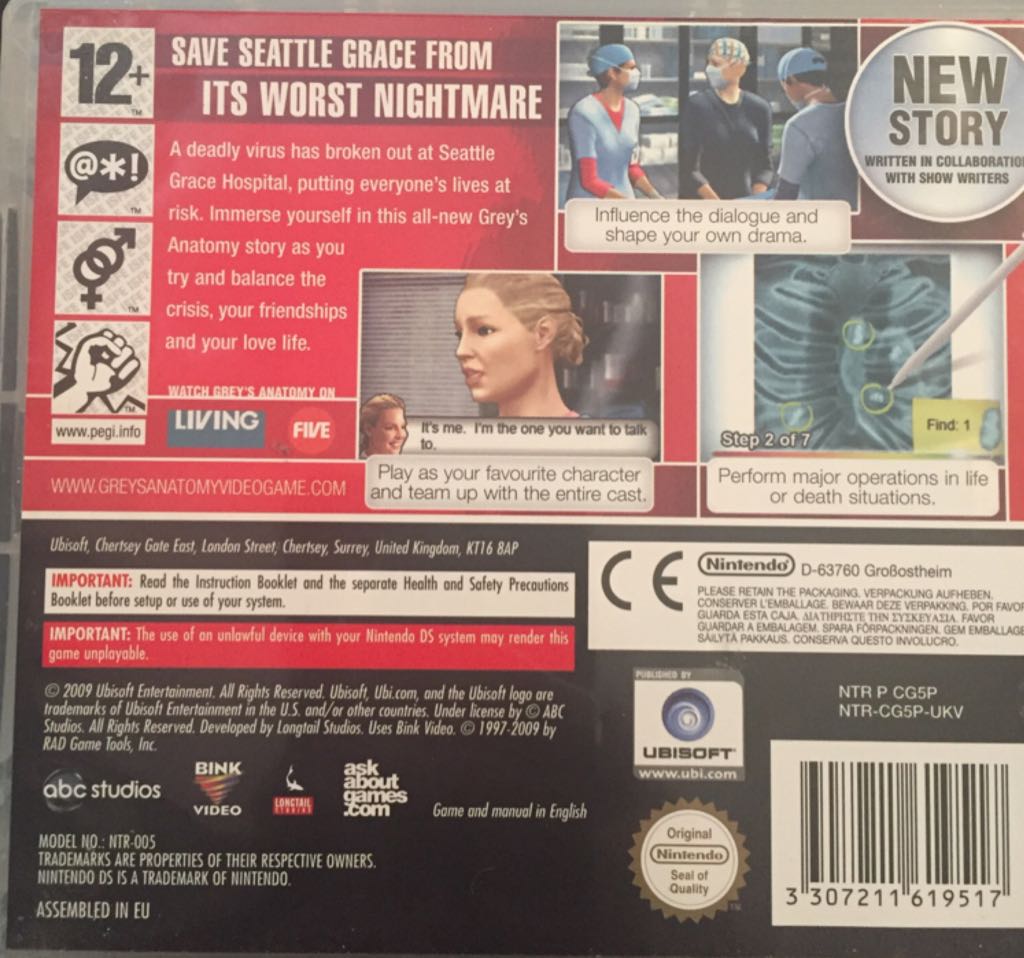 12+
@*!
www.pegi.info
SAVE SEATTLE GRACE FROM
ITS WORST NIGHTMARE
A deadly virus has broken out at Seattle
Grace Hospital, putting everyone's lives at
risk. Immerse yourself in this all-new Grey's
Anatomy story as you
try and balance the
crisis, your friendships
and your love life.
WATCH GREY'S ANATOMY ON
LIVING
FIVE
WWW.GREYSANATOMYVIDEOGAME.COM
NEW
STORY
WRITTEN IN COLLABORATION
WITH SHOW WRITERS
Influence the dialogue and
shape your own drama.
It's me. I'm the one you want to talk
to.
Play as your favourite character
and team up with the entire cast.
Step 2 of 7
Find: 1
Perform major operations in life
or death situations.
Ubisoft, Chertsey Gate East, London Street, Chertsey, Surrey, United Kingdom, KT16 8AP
IMPORTANT: Read the Instruction Booklet and the separate Health and Safety Precautions
Booklet before setup or use of your system.
IMPORTANT: The use of an unlawful device with your Nintendo DS system may render this
game unplayable.
© 2009 Ubisoft Entertainment. All Rights Reserved. Ubisoft, Ubi.com, and the Ubisoft logo are
trademarks of Ubisoft Entertainment in the U.S. and/or other countries. Under license by © ABC
Studios. All Rights Reserved. Developed by Longtail Studios. Uses Bink Video. © 1997-2009 by
RAD Game Tools, Inc.
abc studios
BINK
VIDEO
LONGTAIL
STUDIOS
ask
about
games
.com
Game and manual in English
MODEL NO.: NTR-005
TRADEMARKS ARE PROPERTIES OF THEIR RESPECTIVE OWNERS.
NINTENDO DS IS A TRADEMARK OF NINTENDO.
ASSEMBLED IN EU
CE
Nintendo D-63760 Großostheim
PLEASE RETAIN THE PACKAGING. VERPACKUNG AUFHEBEN.
CONSERVER L'EMBALLAGE. BEWAAR DEZE VERPAKKING. POR FAVOR
GUARDA ESTA CAJA. ΔΙΑΤΗΡΗΣΤΕ ΤΗΝ ΣΥΣΚΕΥΑΣΙΑ. FAVOR
GUARDAR A EMBALAGEM. SPARA FÖRPACKNINGEN. GEM EMBALLAGE
SÄILYTÄ PAKKAUS. CONSERVA QUESTO INVOLUCRO.
PUBLISHED BY
UBISOFT
www.ubi.com
NTR P CG5P
NTR-CG5P-UKV
Original
Nintendo
Seal of
Quality
3 307211 619517